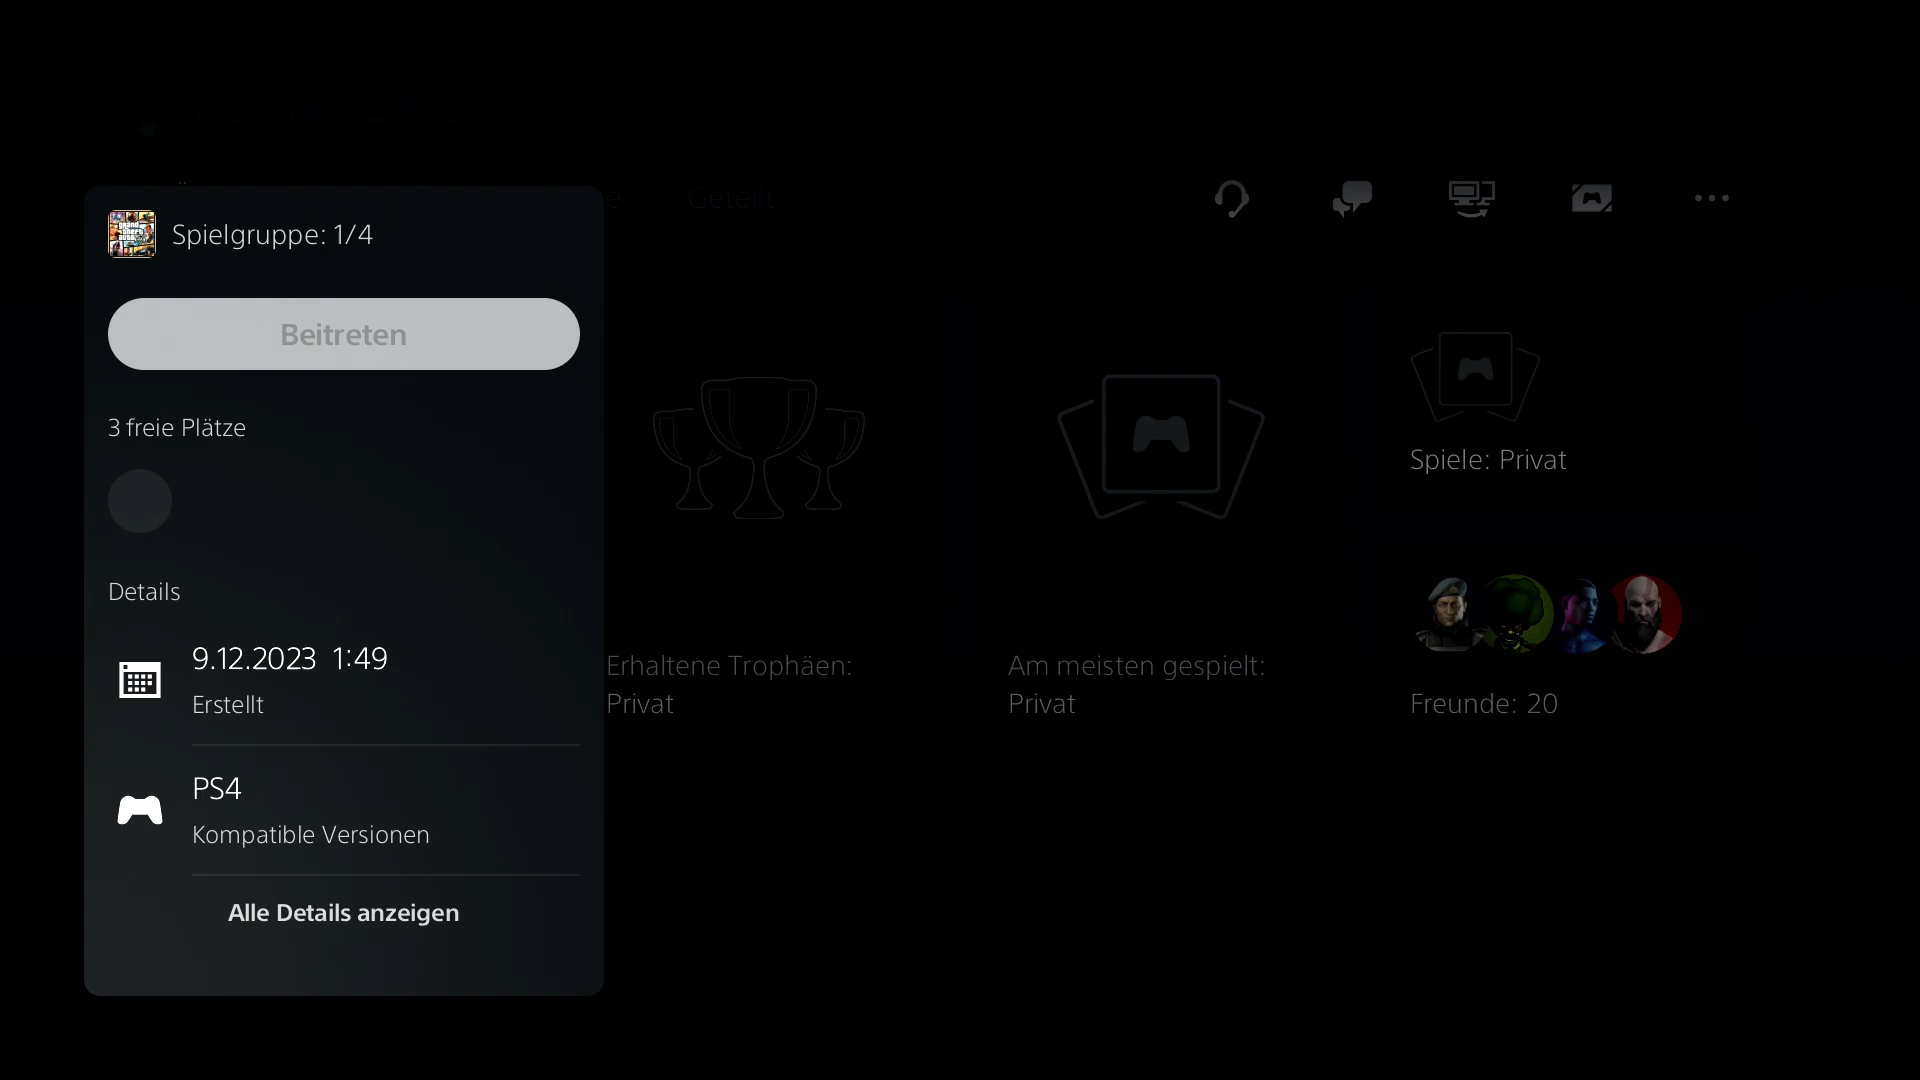 Geteilt
Spielgruppe: 1/4
Beitreten
3 freie Plätze
Details
9.12.2023 1:49
Erstellt
PS4
Kompatible Versionen
Alle Details anzeigen
Erhaltene Trophäen:
Privat
Am meisten gespielt:
Privat
Spiele: Privat
Freunde: 20